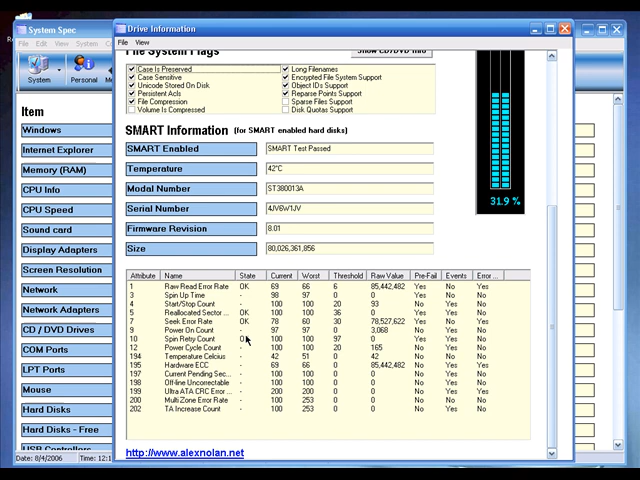 System Spec
Drive Information
File Edit View System
File View
File System Flags
Show CD/DVD Info
System
Personal
Case Is Preserved
Long Filenames
Case Sensitive
Encrypted File System Support
Unicode Stored On Disk
Object IDs Support
Persistent Acls
Reparse Points Support
File Compression
Sparse Files Support
Volume Is Compressed
Disk Quotas Support
31.9 %
SMART Information (for SMART enabled hard disks)
SMART Enabled SMART Test Passed
Temperature 42°C
Modal Number ST380013A
Serial Number 4JV6W1JV
Firmware Revision 8.01
Size 80,026,361,856
Item
Windows
Internet Explorer
Memory (RAM)
CPU Info
CPU Speed
Sound card
Display Adapters
Screen Resolution
Network
Network Adapters
CD / DVD Drives
COM Ports
LPT Ports
Mouse
Hard Disks
Hard Disks - Free
USB Controllers
Attribute Name State Current Worst Threshold Raw Value Pre-Fail Events Error ...
1 Raw Read Error Rate OK 69 66 6 85,442,482 Yes No Yes
3 Spin Up Time - 98 97 0 0 Yes No No
4 Start/Stop Count - 100 100 20 93 No Yes No
5 Reallocated Sector ... OK 100 100 36 0 Yes Yes No
7 Seek Error Rate OK 78 60 30 78,527,622 Yes No Yes
9 Power On Count - 97 97 0 3,068 No Yes No
10 Spin Retry Count 100 100 97 0 Yes Yes No
12 Power Cycle Count - 100 100 20 165 No Yes No
194 Temperature Celcius - 42 51 0 42 No Yes No
195 Hardware ECC - 69 66 0 85,442,482 No Yes No
197 Current Pending Sec... - 100 100 0 0 No Yes No
198 Off-line Uncorrectable - 100 100 0 0 No Yes No
199 Ultra ATA CRC Error ... - 200 200 0 0 No Yes Yes
200 Multi Zone Error Rate - 100 253 0 0 No No No
202 TA Increase Count - 100 253 0 0 No Yes No
http://www.alexnolan.net
Date: 8/4/2006 Time: 12:1